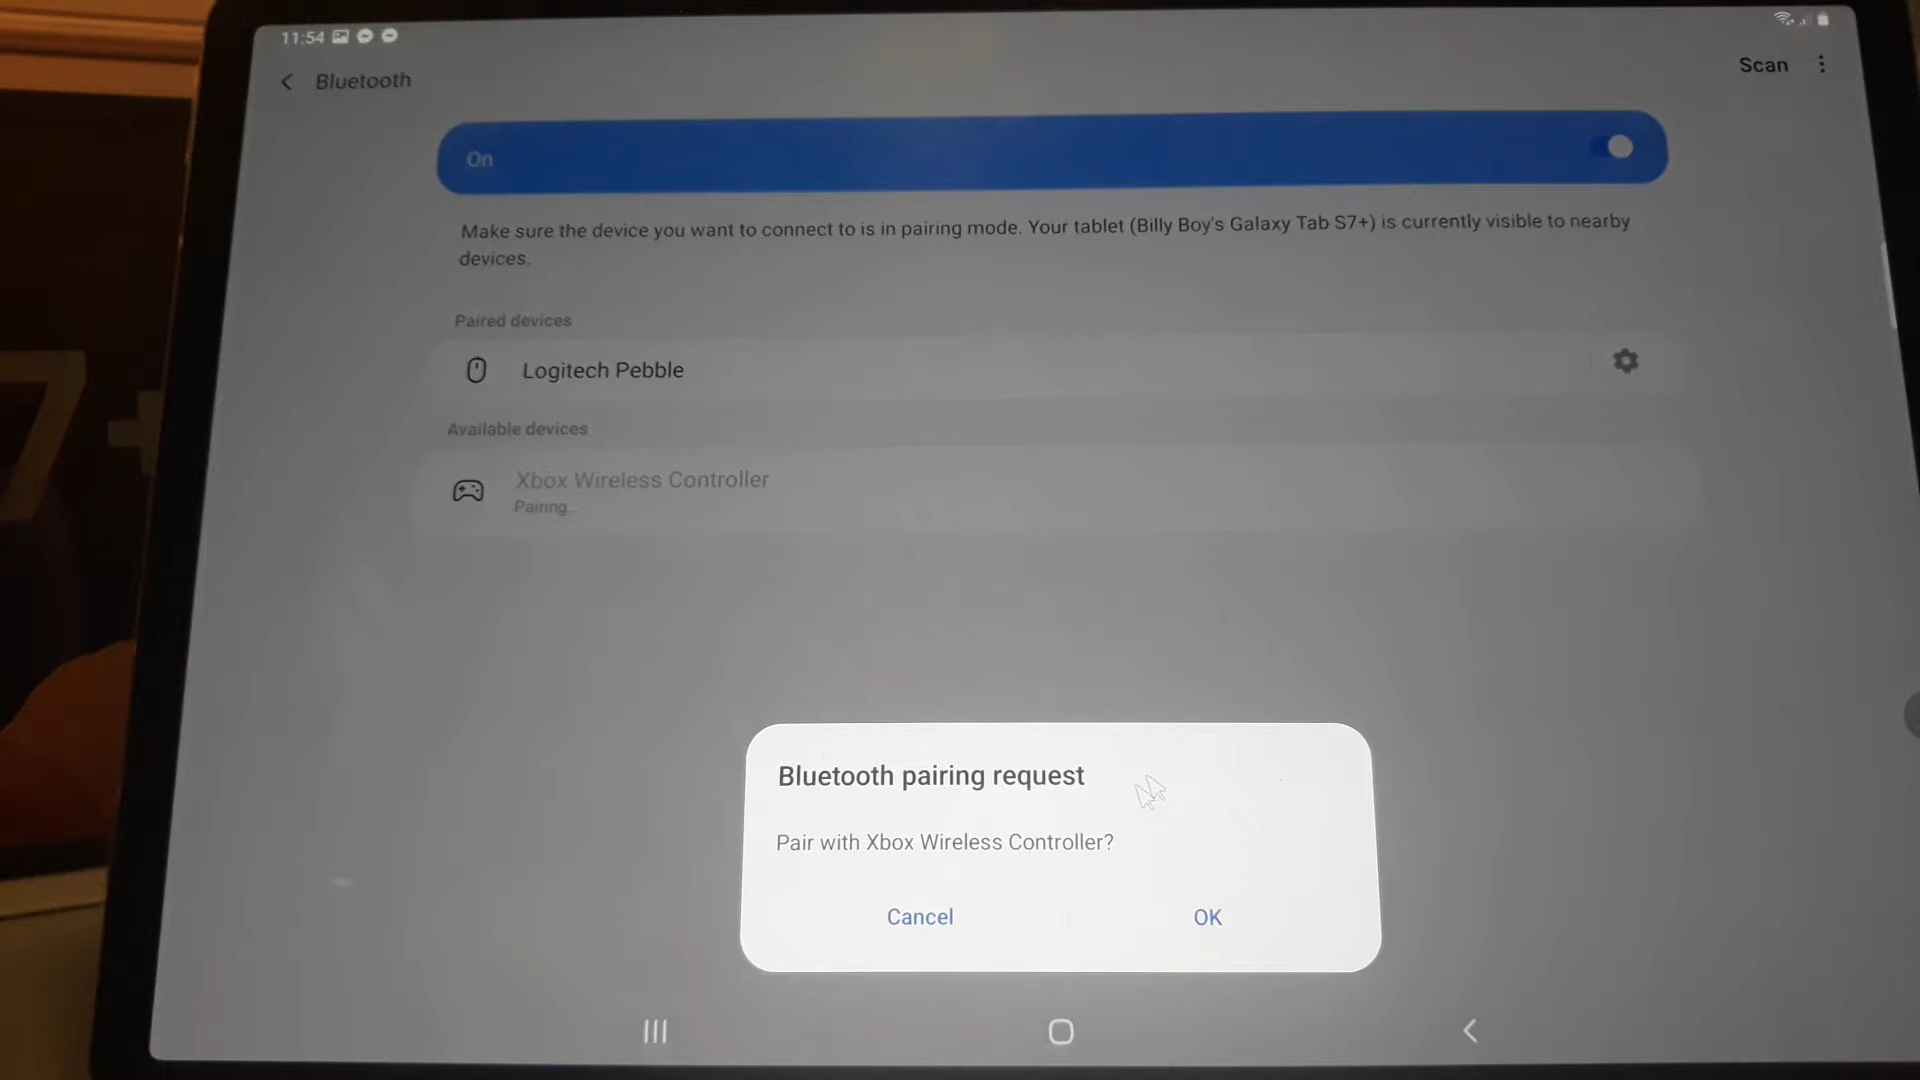 11:54
Bluetooth
Scan
On
Make sure the device you want to connect to is in pairing mode. Your tablet (Billy Boy's Galaxy Tab S7+) is currently visible to nearby
devices.
Paired devices
Logitech Pebble
Available devices
Xbox Wireless Controller
Pairing...
7+
Bluetooth pairing request
Pair with Xbox Wireless Controller?
Cancel
OK